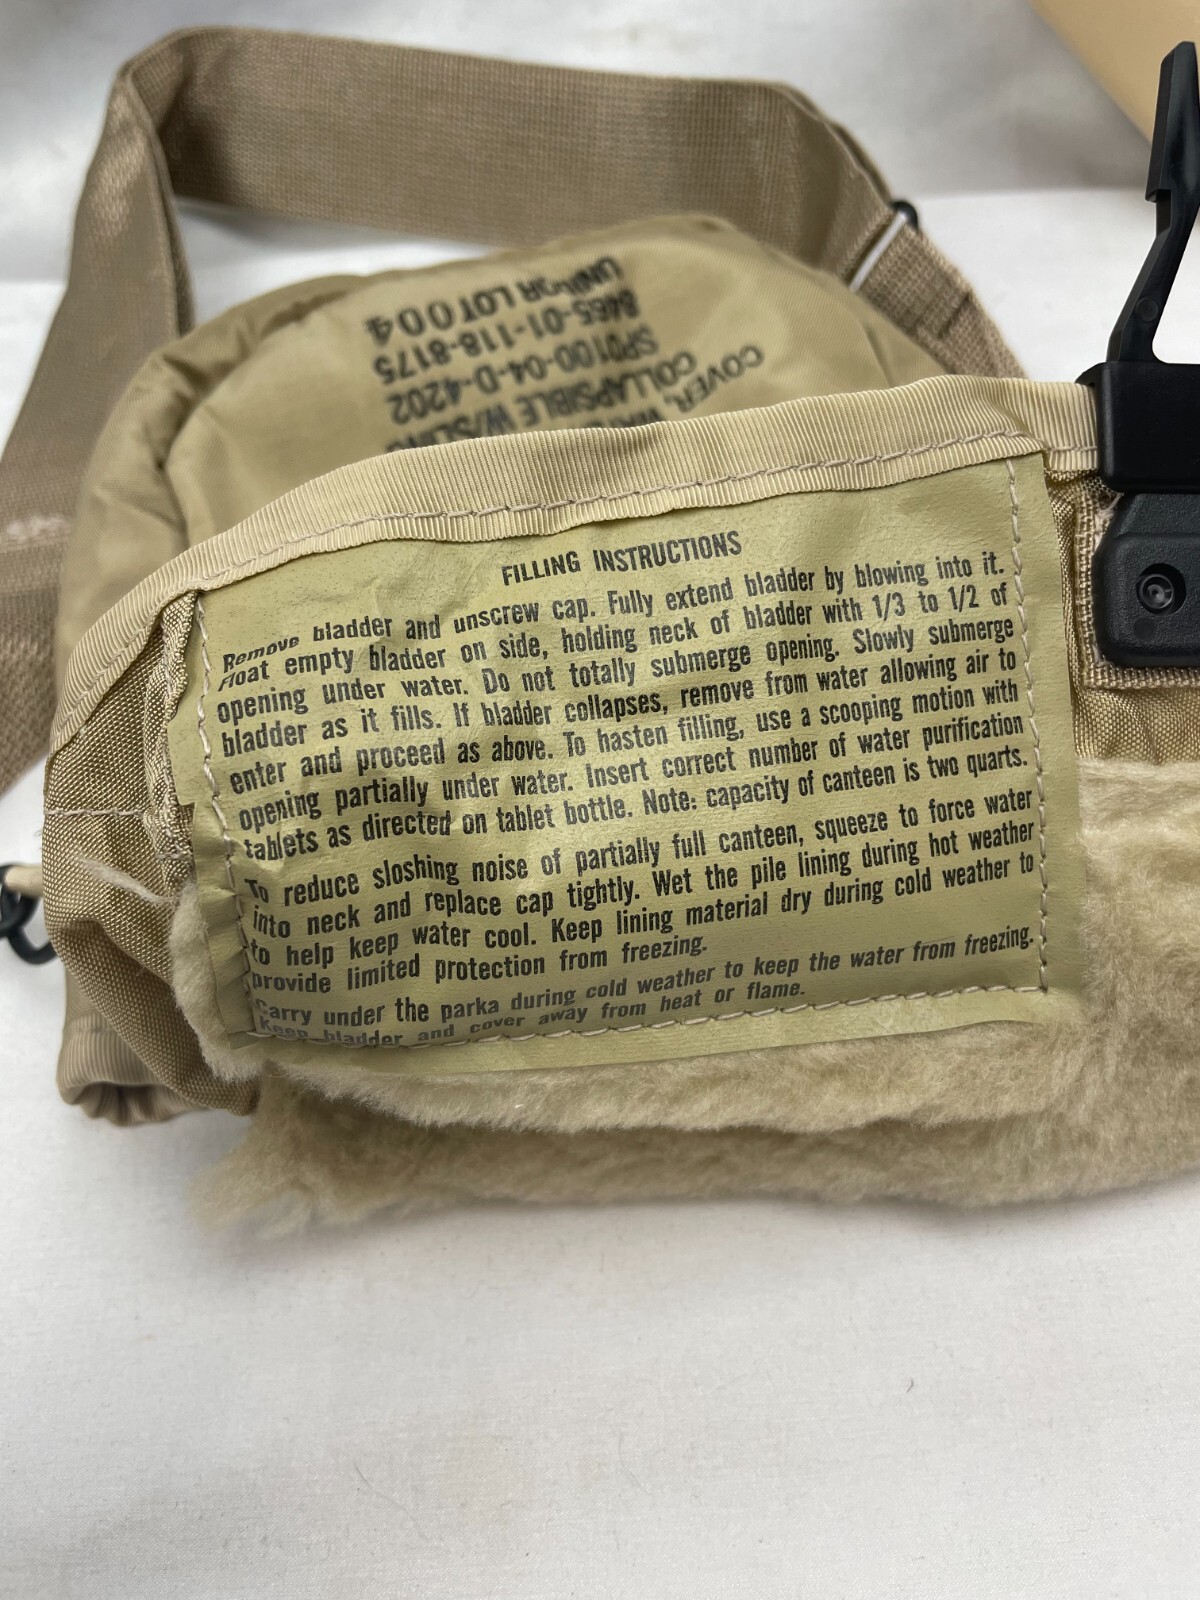 COVER, WATER
COLLAPSIBLE W/SLING
SPO100-04-D-4202
8465-01-118-8175
LOT 004
FILLING INSTRUCTIONS
Remove bladder and unscrew cap. Fully extend bladder by blowing into it.
Float empty bladder on side, holding neck of bladder with 1/3 to 1/2 of
opening under water. Do not totally submerge opening. Slowly submerge
bladder as it fills. If bladder collapses, remove from water allowing air to
enter and proceed as above. To hasten filling, use a scooping motion with
opening partially under water. Insert correct number of water purification
tablets as directed on tablet bottle. Note: capacity of canteen is two quarts.
To reduce sloshing noise of partially full canteen, squeeze to force water
into neck and replace cap tightly. Wet the pile lining during hot weather
to help keep water cool. Keep lining material dry during cold weather to
provide limited protection from freezing.
Carry under the parka during cold weather to keep the water from freezing.
Keep bladder and cover away from heat or flame.